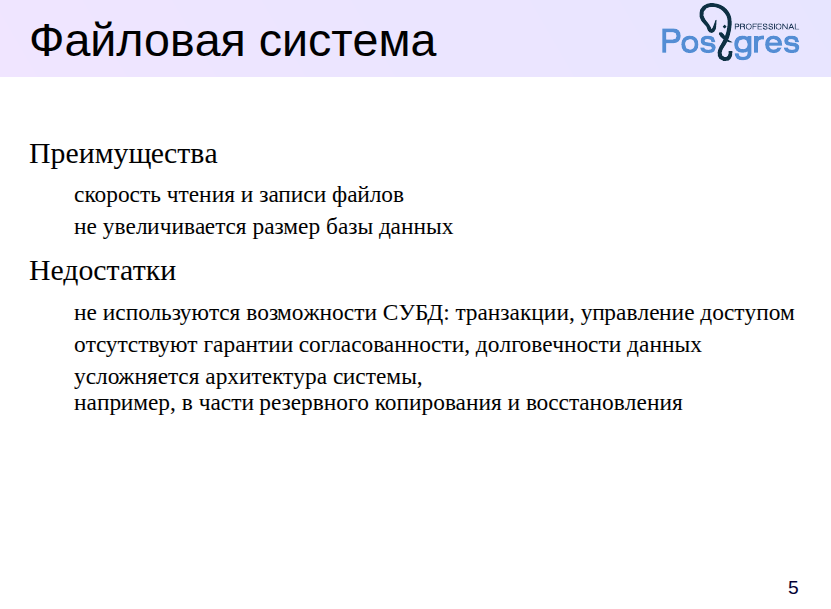 Файловая система
PROFESSIONAL
Postgres
Преимущества
скорость чтения и записи файлов
не увеличивается размер базы данных
Недостатки
не используются возможности СУБД: транзакции, управление доступом
отсутствуют гарантии согласованности, долговечности данных
усложняется архитектура системы,
например, в части резервного копирования и восстановления
5